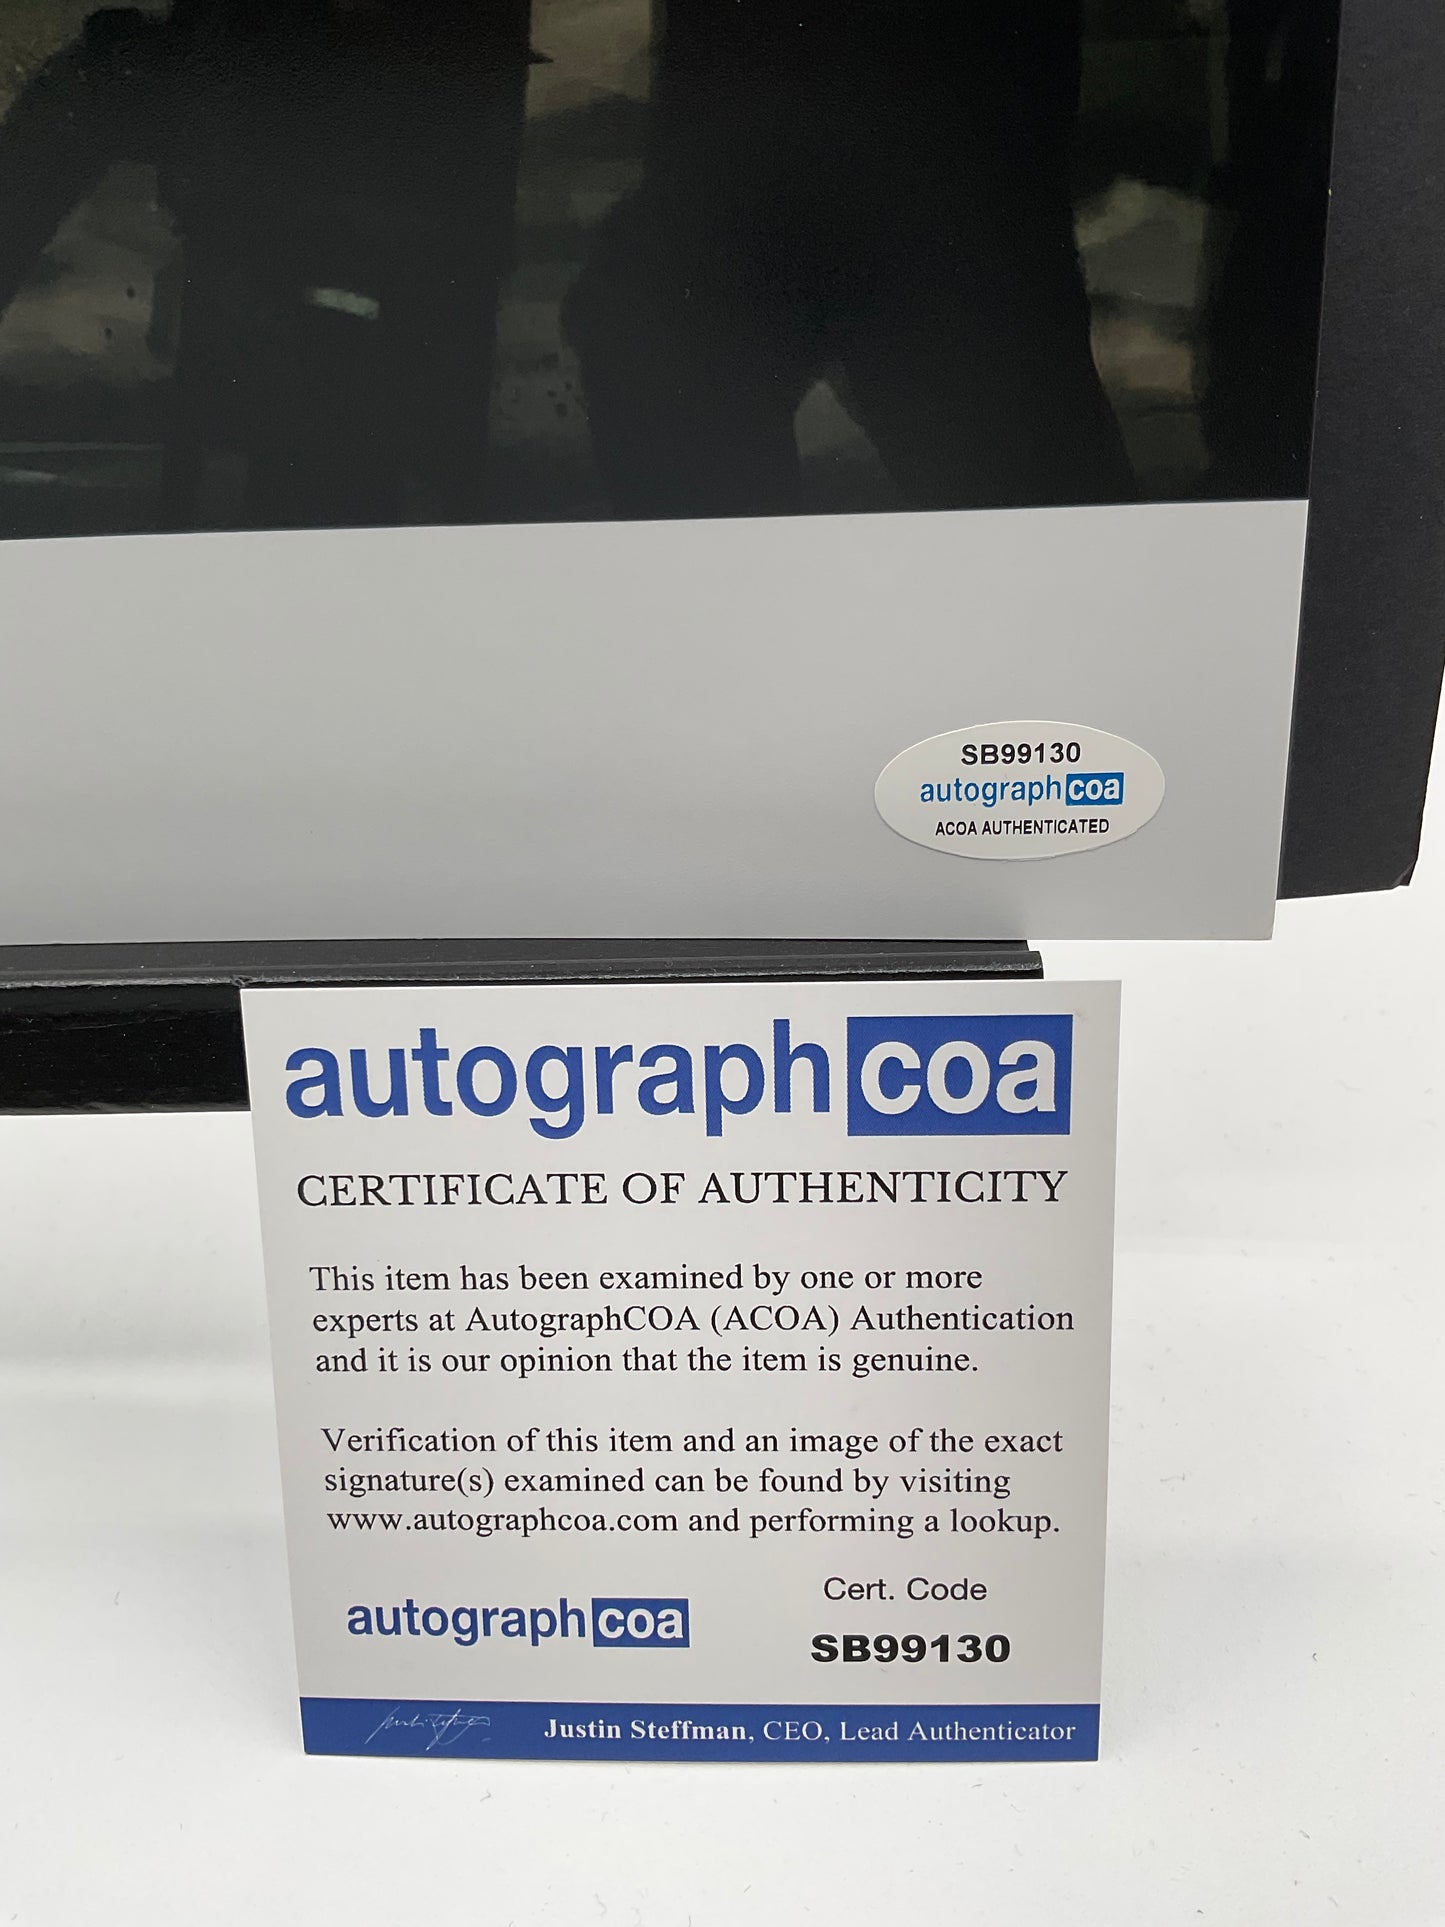 SB99130
autographcoa
ACOA AUTHENTICATED
autographcoa
CERTIFICATE OF AUTHENTICITY
This item has been examined by one or more
experts at AutographCOA (ACOA) Authentication
and it is our opinion that the item is genuine.
Verification of this item and an image of the exact
signature(s) examined can be found by visiting
www.autographcoa.com and performing a lookup.
Cert. Code
autographcoa
SB99130
Justin Steffman, CEO, Lead Authenticator